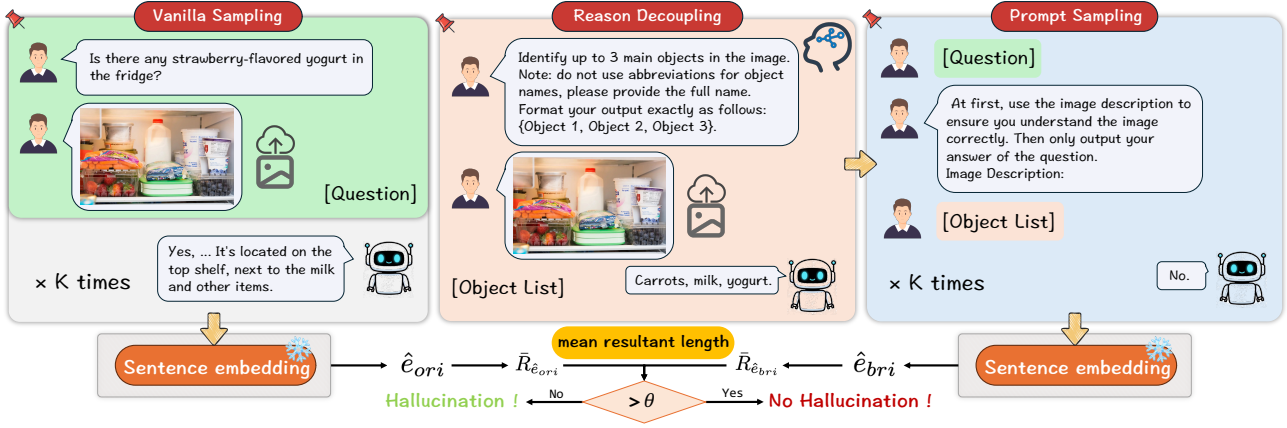 Vanilla Sampling
Is there any strawberry-flavored yogurt in
the fridge?
[Question]
Yes, ... It's located on the
top shelf, next to the milk
and other items.
× K times
Reason Decoupling
Identify up to 3 main objects in the image.
Note: do not use abbreviations for object
names, please provide the full name.
Format your output exactly as follows:
{Object 1, Object 2, Object 3}.
Carrots, milk, yogurt.
[Object List]
Prompt Sampling
[Question]
At first, use the image description to
ensure you understand the image
correctly. Then only output your
answer of the question.
Image Description:
[Object List]
No.
× K times
Sentence embedding
ê_ori
R̄_ê_ori
mean resultant length
R̄_ê_bri
ê_bri
Sentence embedding
Hallucination !
No
> θ
Yes
No Hallucination !